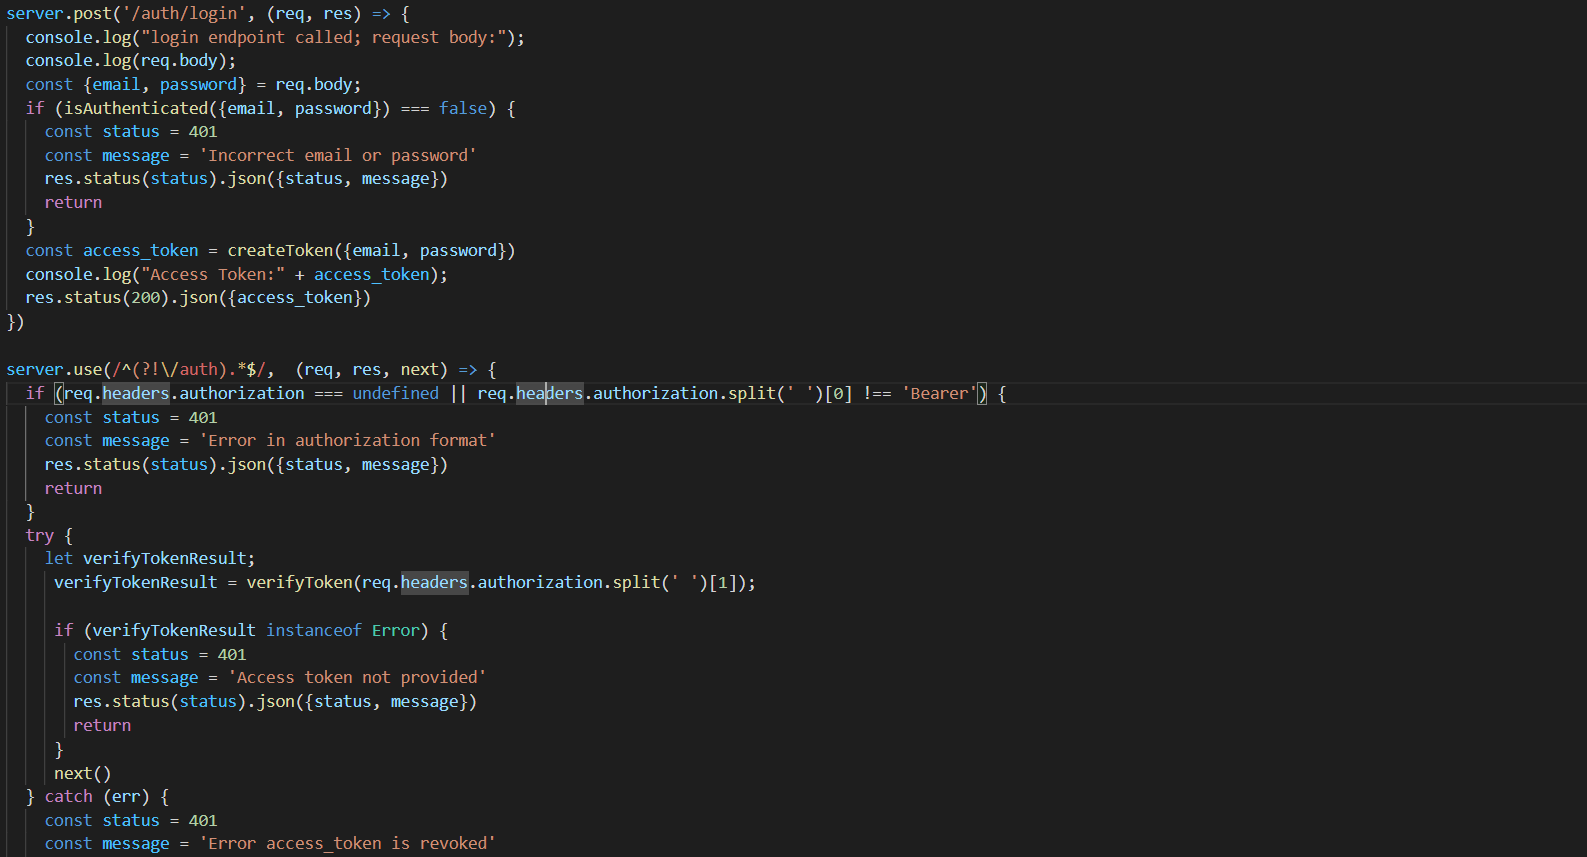 server.post('/auth/login', (req, res) => {
  console.log("login endpoint called; request body:");
  console.log(req.body);
  const {email, password} = req.body;
  if (isAuthenticated({email, password}) === false) {
    const status = 401
    const message = 'Incorrect email or password'
    res.status(status).json({status, message})
    return
  }
  const access_token = createToken({email, password})
  console.log("Access Token:" + access_token);
  res.status(200).json({access_token})
})

server.use(/^(?!\/auth).*$/,  (req, res, next) => {
  if (req.headers.authorization === undefined || req.headers.authorization.split(' ')[0] !== 'Bearer') {
    const status = 401
    const message = 'Error in authorization format'
    res.status(status).json({status, message})
    return
  }
  try {
    let verifyTokenResult;
     verifyTokenResult = verifyToken(req.headers.authorization.split(' ')[1]);

     if (verifyTokenResult instanceof Error) {
       const status = 401
       const message = 'Access token not provided'
       res.status(status).json({status, message})
       return
     }
     next()
  } catch (err) {
    const status = 401
    const message = 'Error access_token is revoked'